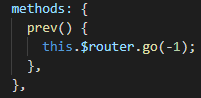 methods: {
  prev() {
    this.$router.go(-1);
  },
},